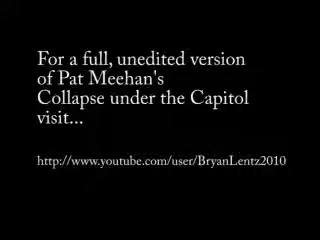 For a full, unedited version
of Pat Meehan's
Collapse under the Capitol
visit...
http://www.youtube.com/user/BryanLentz2010